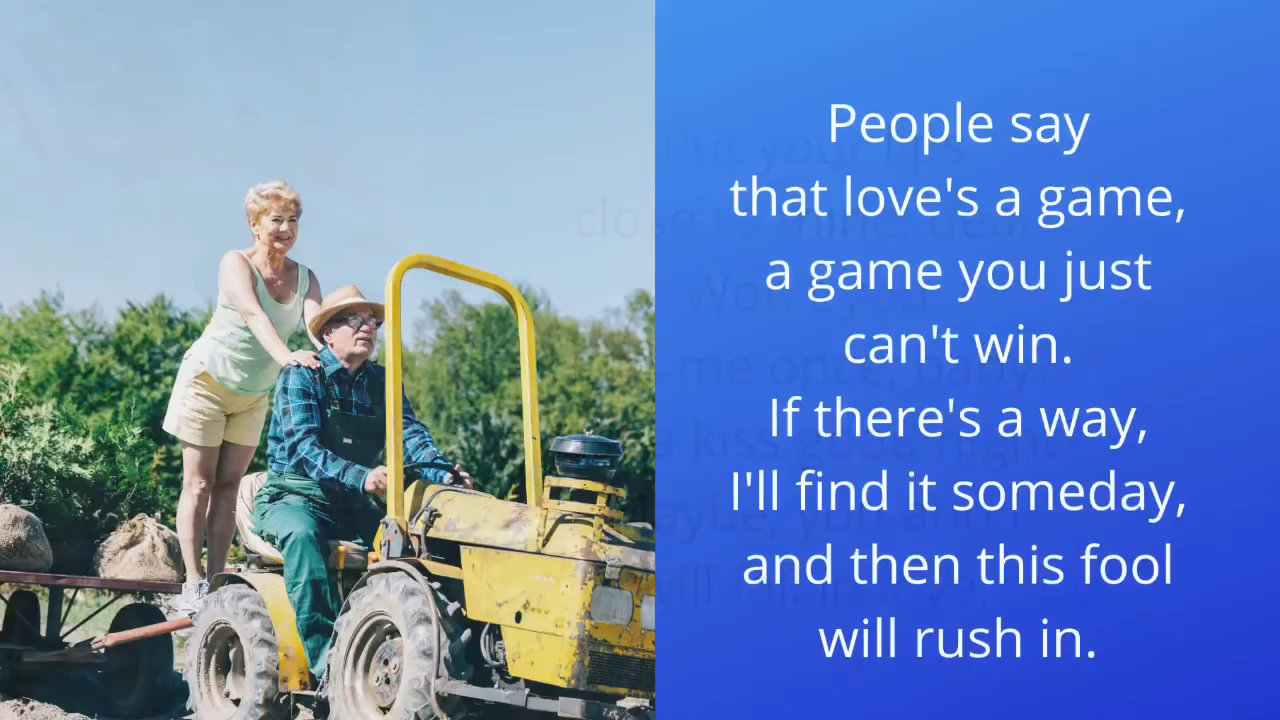 People say
that love's a game,
a game you just
can't win.
If there's a way,
I'll find it someday,
and then this fool
will rush in.